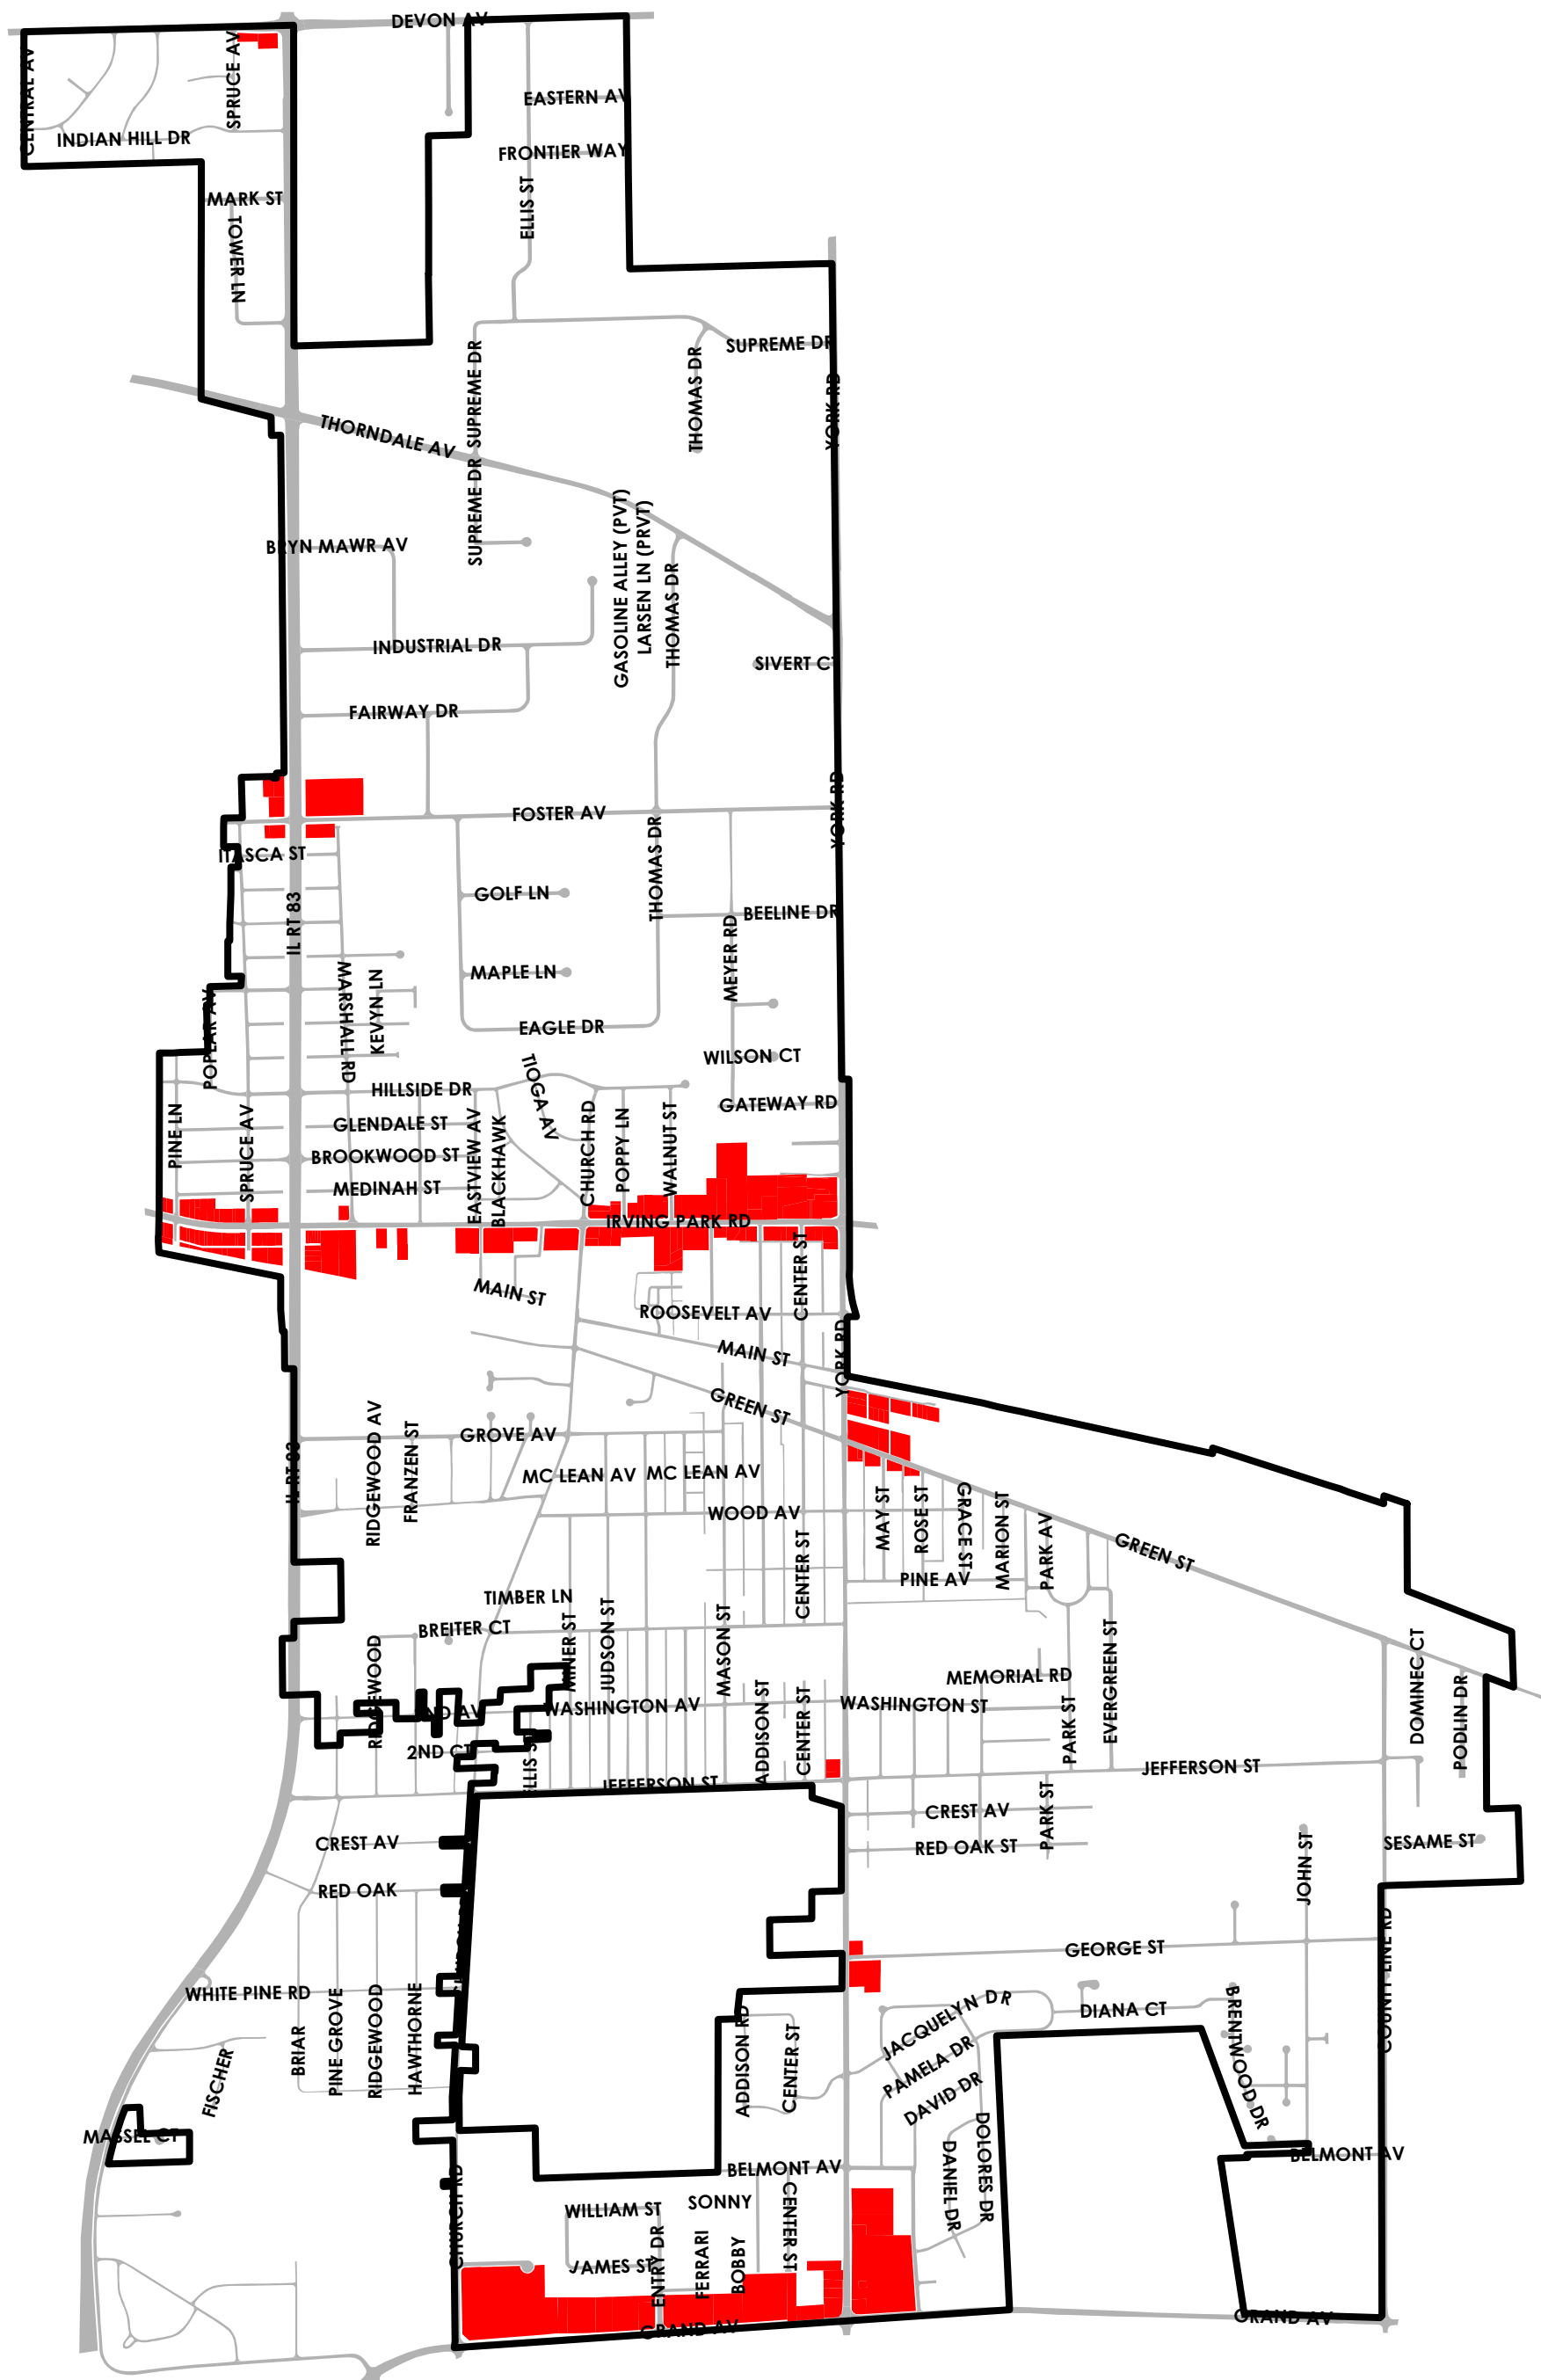 DEVON AV
CENTRAL AV
SPRUCE AV
EASTERN AV
INDIAN HILL DR
FRONTIER WAY
MARK ST
ELLIS ST
TOWER LN
SUPREME DR
SUPREME DR
THOMAS DR
YORK RD
THORNDALE AV
SUPREME DR
BRYN MAWR AV
GASOLINE ALLEY (PVT)
LARSEN LN (PRVT)
THOMAS DR
INDUSTRIAL DR
SIVERT CT
FAIRWAY DR
YORK RD
FOSTER AV
ITASCA ST
THOMAS DR
GOLF LN
IL RT 83
BEELINE DR
MEYER RD
MAPLE LN
MARSHALL RD
KEVYN LN
POPLAR AV
EAGLE DR
WILSON CT
TIOGA AV
HILLSIDE DR
GATEWAY RD
PINE LN
SPRUCE AV
GLENDALE ST
EASTVIEW AV
BLACKHAWK
CHURCH RD
POPPY LN
WALNUT ST
BROOKWOOD ST
MEDINAH ST
IRVING PARK RD
CENTER ST
MAIN ST
ROOSEVELT AV
MAIN ST
YORK RD
GREEN ST
RIDGEWOOD AV
FRANZEN ST
GROVE AV
IL RT 83
MC LEAN AV
MC LEAN AV
WOOD AV
MAY ST
ROSE ST
GRACE ST
MARION ST
PARK AV
GREEN ST
CENTER ST
PINE AV
TIMBER LN
BREITER CT
MINER ST
JUDSON ST
MASON ST
RIDGEWOOD
MEMORIAL RD
EVERGREEN ST
DOMINEC CT
PODLIN DR
ND AV
WASHINGTON AV
ADDISON ST
CENTER ST
WASHINGTON ST
PARK ST
2ND CT
ELLIS ST
JEFFERSON ST
JEFFERSON ST
CREST AV
PARK ST
CREST AV
RED OAK ST
JOHN ST
SESAME ST
RED OAK
CHURCH RD
GEORGE ST
COUNTY LINE RD
WHITE PINE RD
BRIAR
PINE GROVE
RIDGEWOOD
HAWTHORNE
FISCHER
ADDISON RD
CENTER ST
JACQUELYN DR
DIANA CT
BRENTWOOD DR
PAMELA DR
DAVID DR
MASSEL CT
DOLORES DR
DANIEL DR
BELMONT AV
BELMONT AV
CHURCH RD
WILLIAM ST
SONNY
CENTER ST
JAMES ST
ENTRY DR
FERRARI
BOBBY
GRAND AV
GRAND AV